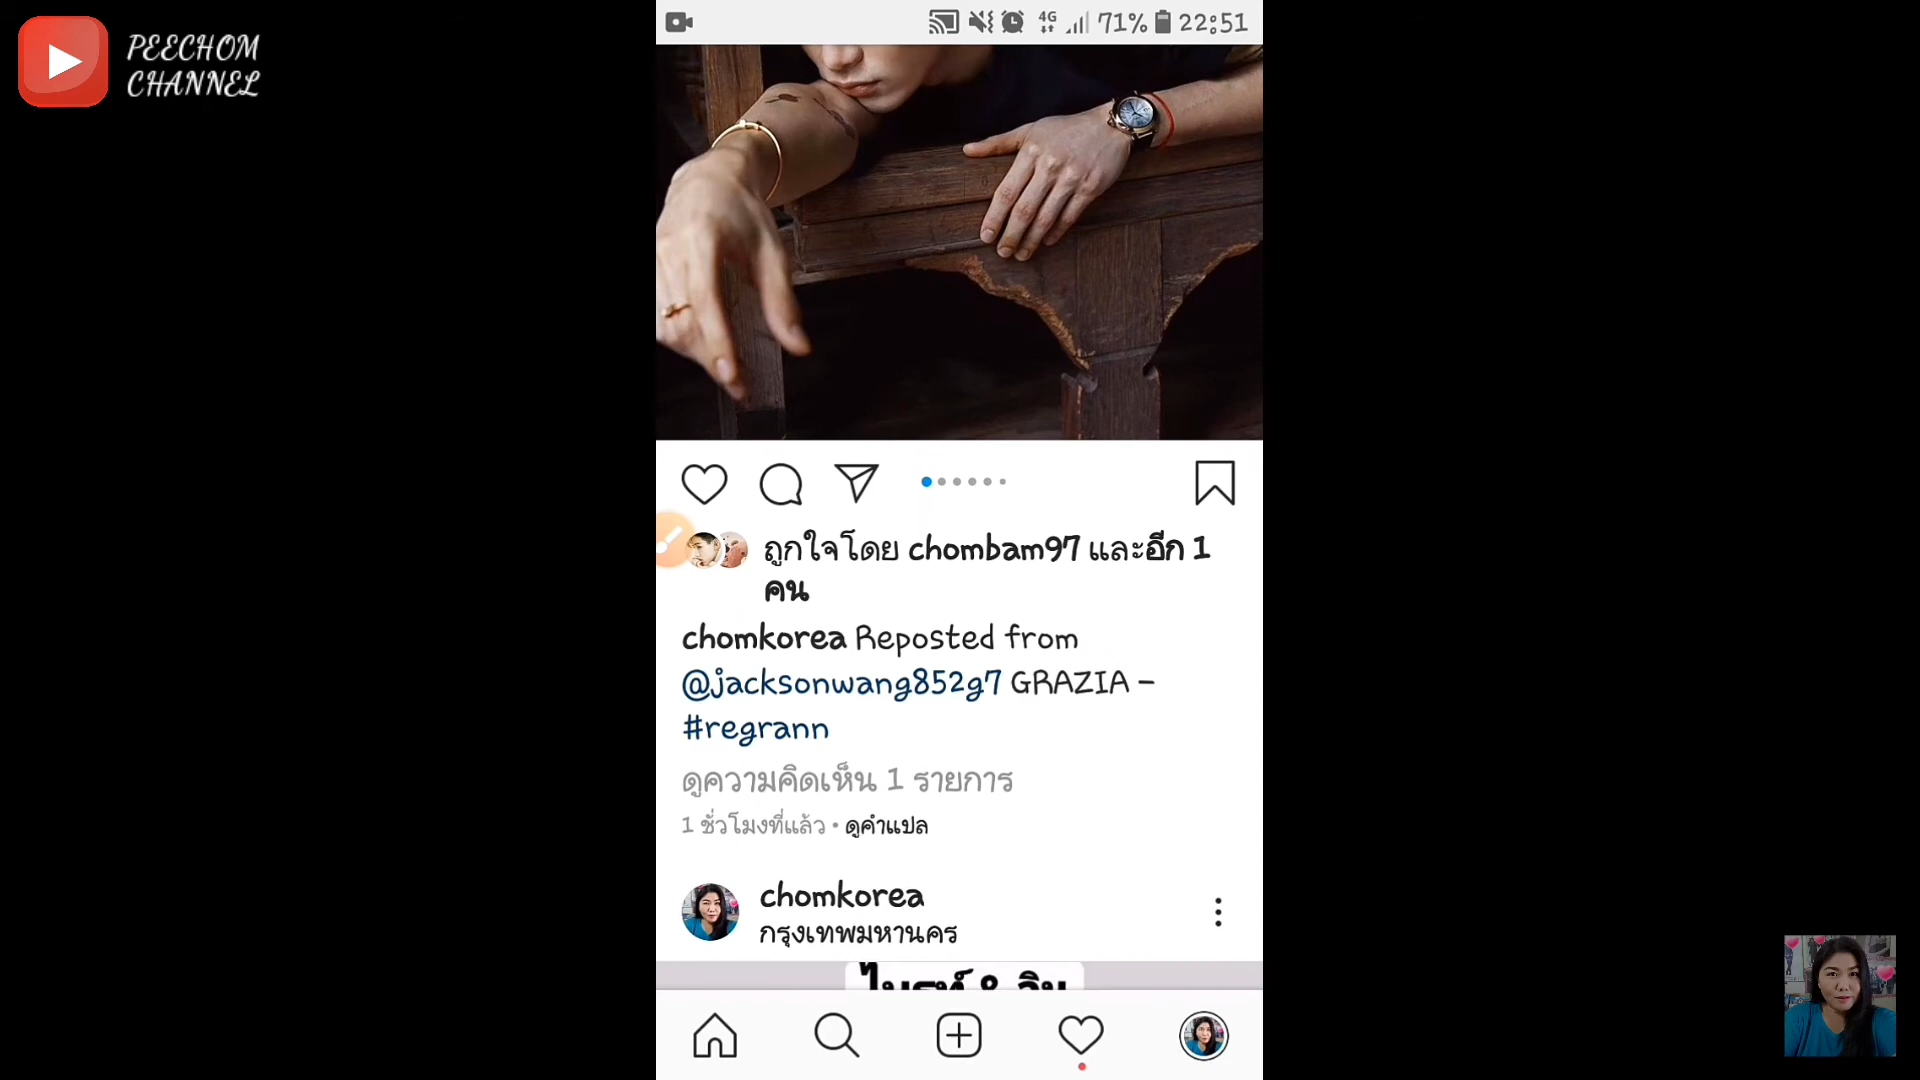 PEECHOM
CHANNEL
4G 71% 22:51
ถูกใจโดย chombam97 และอีก 1
คน
chomkorea Reposted from
@jacksonwang852g7 GRAZIA -
#regrann
ดูความคิดเห็น 1 รายการ
1 ชั่วโมงที่แล้ว • ดูคำแปล
chomkorea
กรุงเทพมหานคร